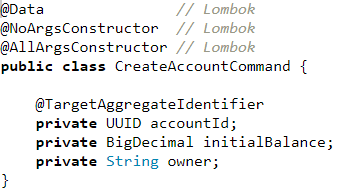 @Data                // Lombok
@NoArgsConstructor  // Lombok
@AllArgsConstructor // Lombok
public class CreateAccountCommand {
    @TargetAggregateIdentifier
    private UUID accountId;
    private BigDecimal initialBalance;
    private String owner;
}